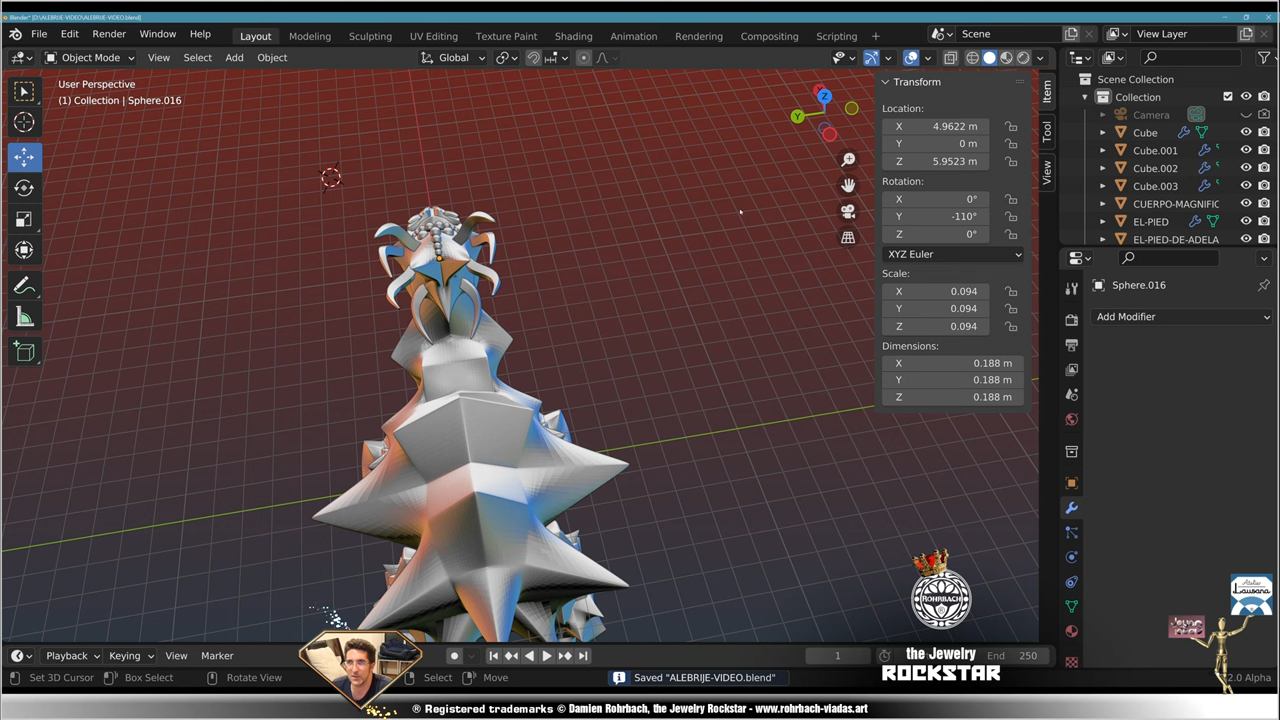 Blender* [D:\ALEBRIJE-VIDEO\ALEBRIJE-VIDEO.blend]
File Edit Render Window Help
Layout Modeling Sculpting UV Editing Texture Paint Shading Animation Rendering Compositing Scripting +
Scene
View Layer
Object Mode View Select Add Object
Global
User Perspective
(1) Collection | Sphere.016
Z
Y
Transform
Location:
X 4.9622 m
Y 0 m
Z 5.9523 m
Rotation:
X 0°
Y -110°
Z 0°
XYZ Euler
Scale:
X 0.094
Y 0.094
Z 0.094
Dimensions:
X 0.188 m
Y 0.188 m
Z 0.188 m
Item
Tool
View
Scene Collection
Collection
Camera
Cube
Cube.001
Cube.002
Cube.003
CUERPO-MAGNIFIC
EL-PIED
EL-PIED-DE-ADELA
Sphere.016
Add Modifier
ROHRBACH
the Jewelry
ROCKSTAR
Atelier
Lausana
Playback Keying View Marker
1
End 250
Set 3D Cursor Box Select Rotate View Select Move
Saved "ALEBRIJE-VIDEO.blend"
2.0 Alpha
® Registered trademarks © Damien Rohrbach, the Jewelry Rockstar - www.rohrbach-viadas.art